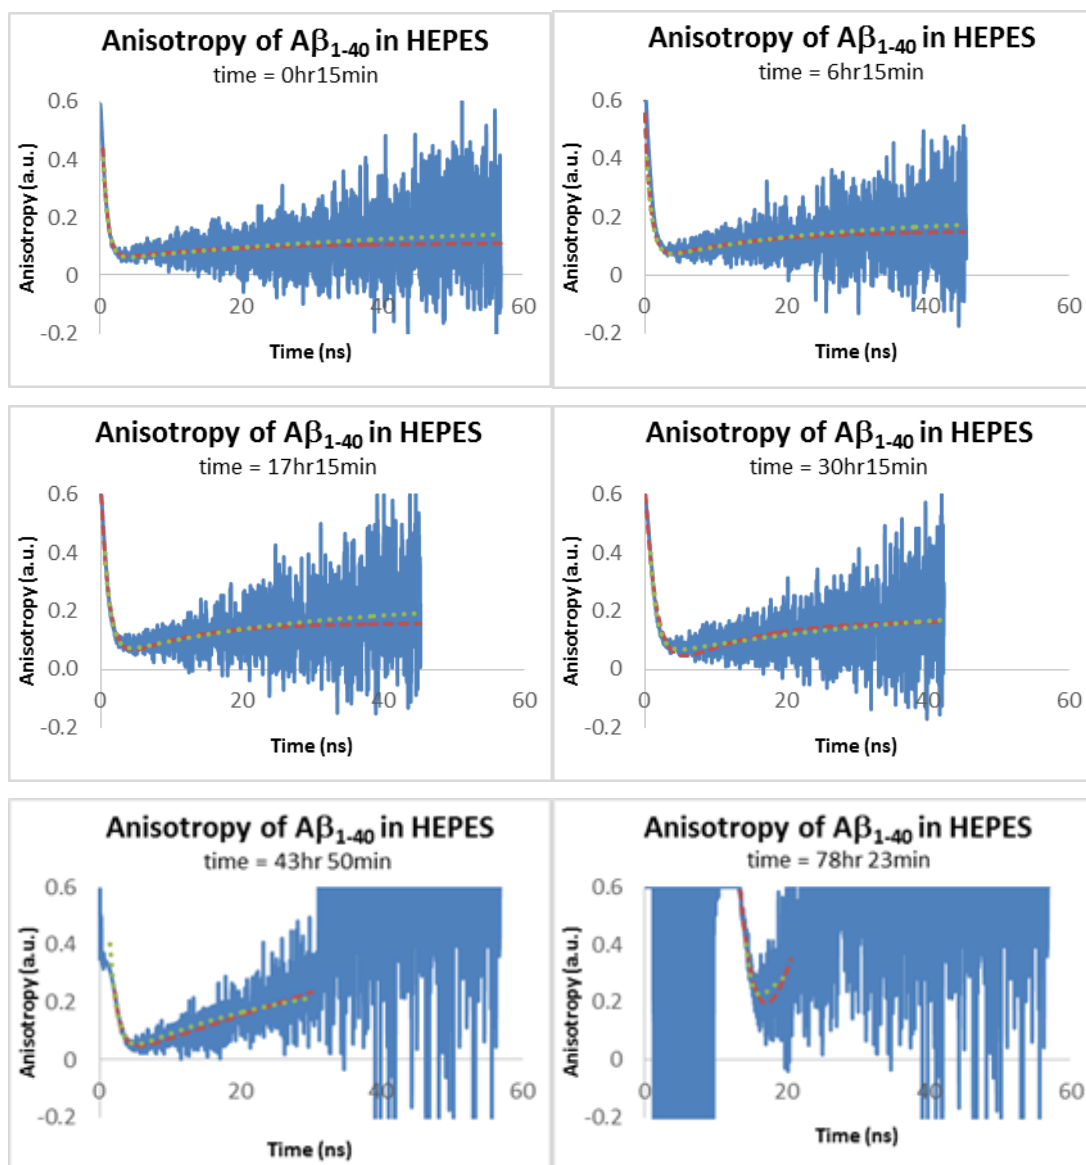 Anisotropy of Aβ1-40 in HEPES
time = 0hr15min
0.6
0.4
0.2
0
-0.2
0
20
40
60
Anisotropy (a.u.)
Time (ns)
Anisotropy of Aβ1-40 in HEPES
time = 6hr15min
0.6
0.4
0.2
0
-0.2
0
20
40
60
Anisotropy (a.u.)
Time (ns)
Anisotropy of Aβ1-40 in HEPES
time = 17hr15min
0.6
0.4
0.2
0.0
-0.2
0
20
40
60
Anisotropy (a.u.)
Time (ns)
Anisotropy of Aβ1-40 in HEPES
time = 30hr15min
0.6
0.4
0.2
0.0
-0.2
0
20
40
60
Anisotropy (a.u.)
Time (ns)
Anisotropy of Aβ1-40 in HEPES
time = 43hr 50min
0.6
0.4
0.2
0
-0.2
0
20
40
60
Anisotropy (a.u.)
Time (ns)
Anisotropy of Aβ1-40 in HEPES
time = 78hr 23min
0.6
0.4
0.2
0
-0.2
0
20
40
60
Anisotropy (a.u.)
Time (ns)